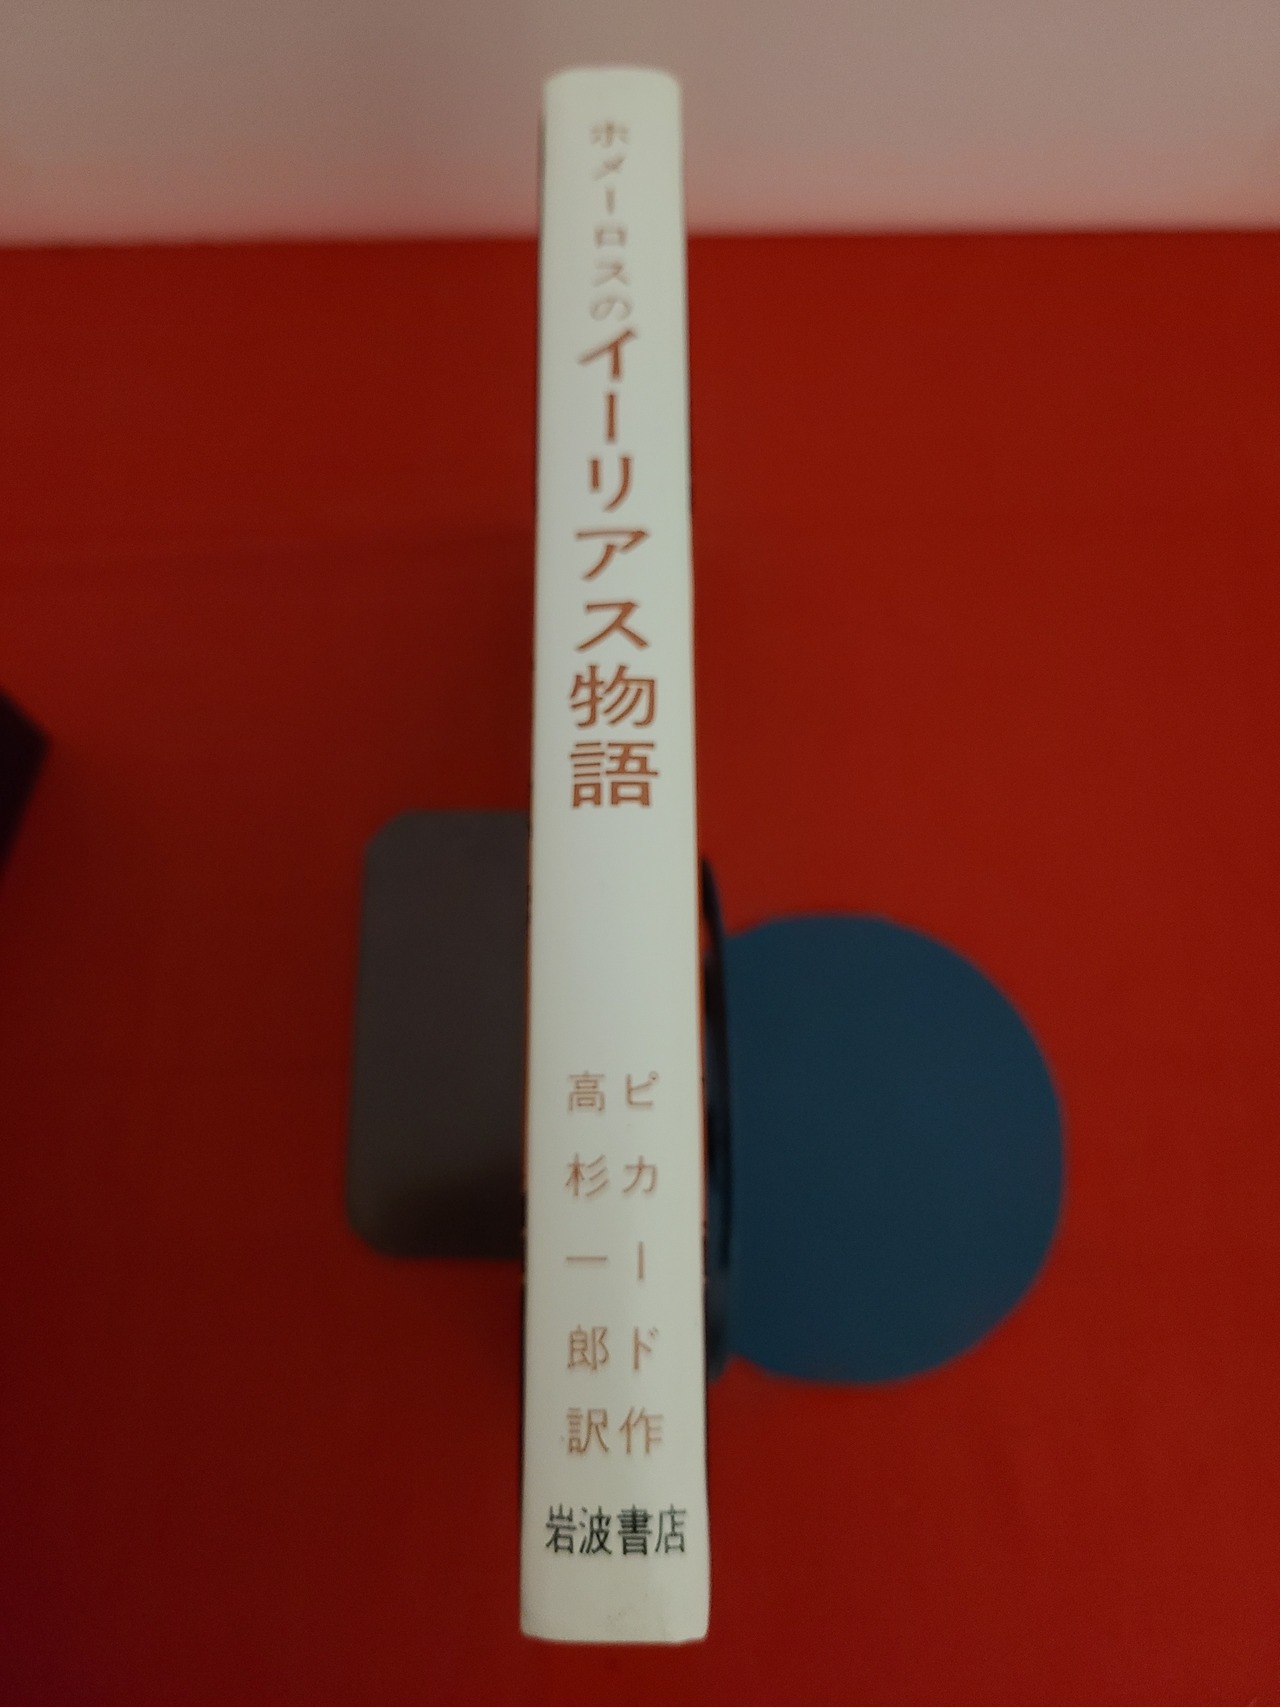 ホメーロスのイーリアス物語
ピカード作
高杉一郎訳
岩波書店